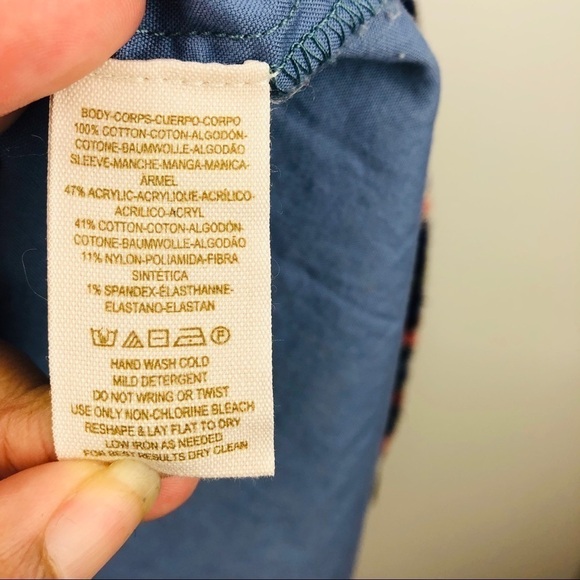 BODY-CORPS-CUERPO-CORPO
100% COTTON-COTON-ALGODÓN-
COTONE-BAUMWOLLE-ALGODÃO
SLEEVE-MANCHE-MANGA-MANICA-
ÄRMEL
47% ACRYLIC-ACRYLIQUE-ACRÍLICO-
ACRILICO-ACRYL
41% COTTON-COTON-ALGODÓN-
COTONE-BAUMWOLLE-ALGODÃO
11% NYLON-POLIAMIDA-FIBRA
SINTÉTICA
1% SPANDEX-ÉLASTHANNE-
ELASTANO-ELASTAN
HAND WASH COLD
MILD DETERGENT
DO NOT WRING OR TWIST
USE ONLY NON-CHLORINE BLEACH
RESHAPE & LAY FLAT TO DRY
LOW IRON AS NEEDED
FOR BEST RESULTS DRY CLEAN